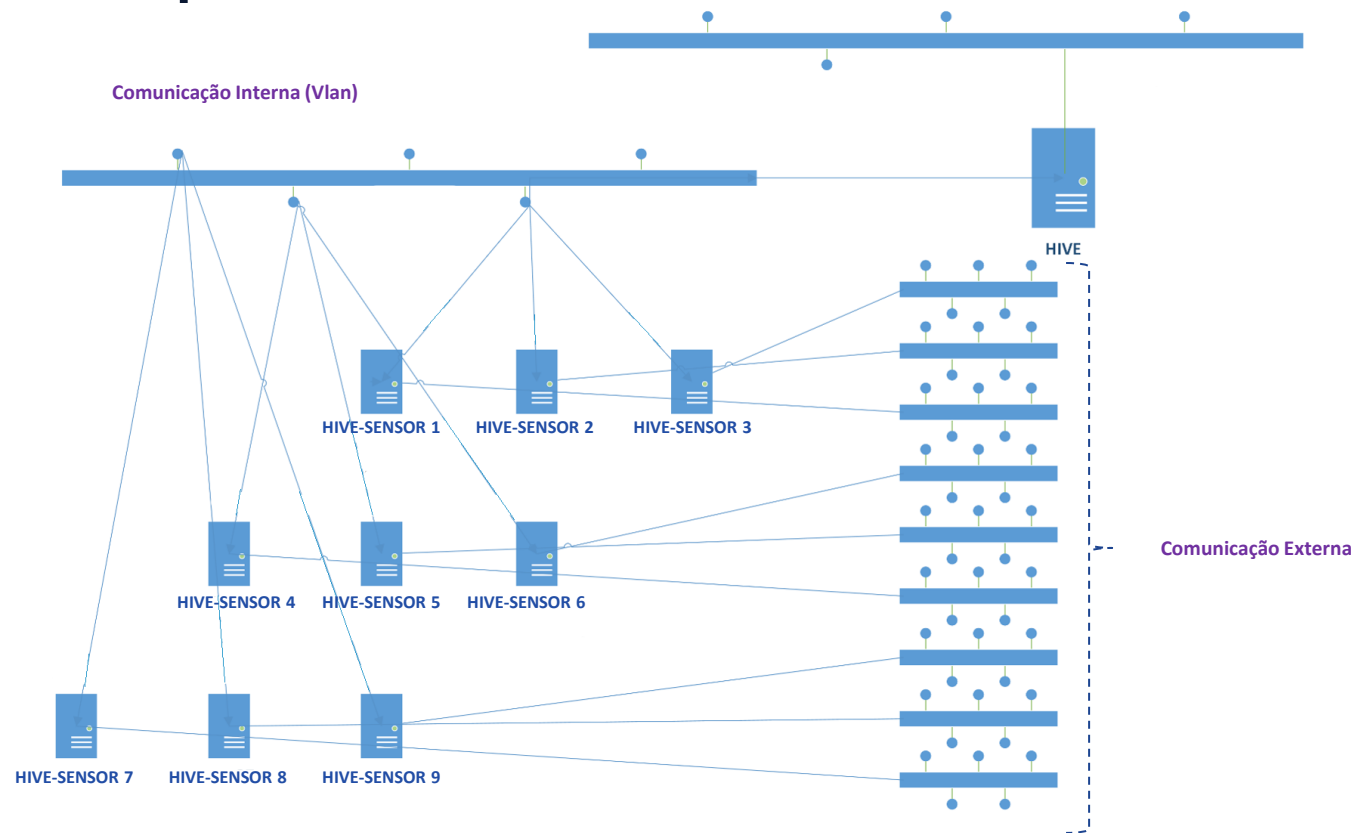 Comunicação Interna (Vlan)
HIVE
HIVE-SENSOR 1
HIVE-SENSOR 2
HIVE-SENSOR 3
Comunicação Externa
HIVE-SENSOR 4
HIVE-SENSOR 5
HIVE-SENSOR 6
HIVE-SENSOR 7
HIVE-SENSOR 8
HIVE-SENSOR 9